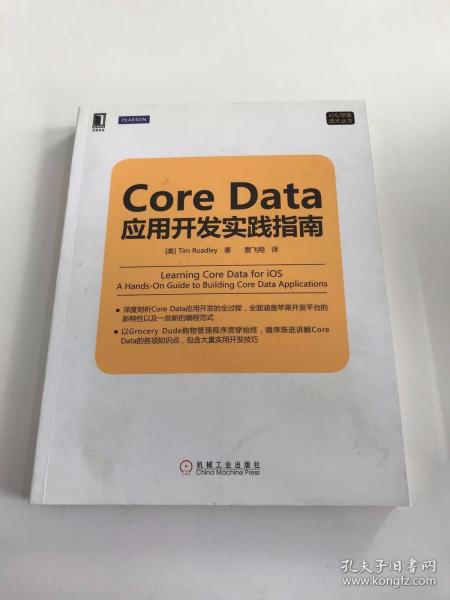 PEARSON
iOS/苹果
技术丛书
Core Data
应用开发实践指南
[美] Tim Roadley 著 爱飞翔 译
Learning Core Data for iOS
A Hands-On Guide to Building Core Data Applications
深度剖析Core Data应用开发的全过程，全面涵盖苹果开发平台的
新特性以及一些新的编程范式
以Grocery Dude购物管理程序贯穿始终，循序渐进讲解Core
Data的各项知识点，包含大量实用开发技巧
机械工业出版社
China Machine Press
孔夫子旧书网
www.kongfz.com